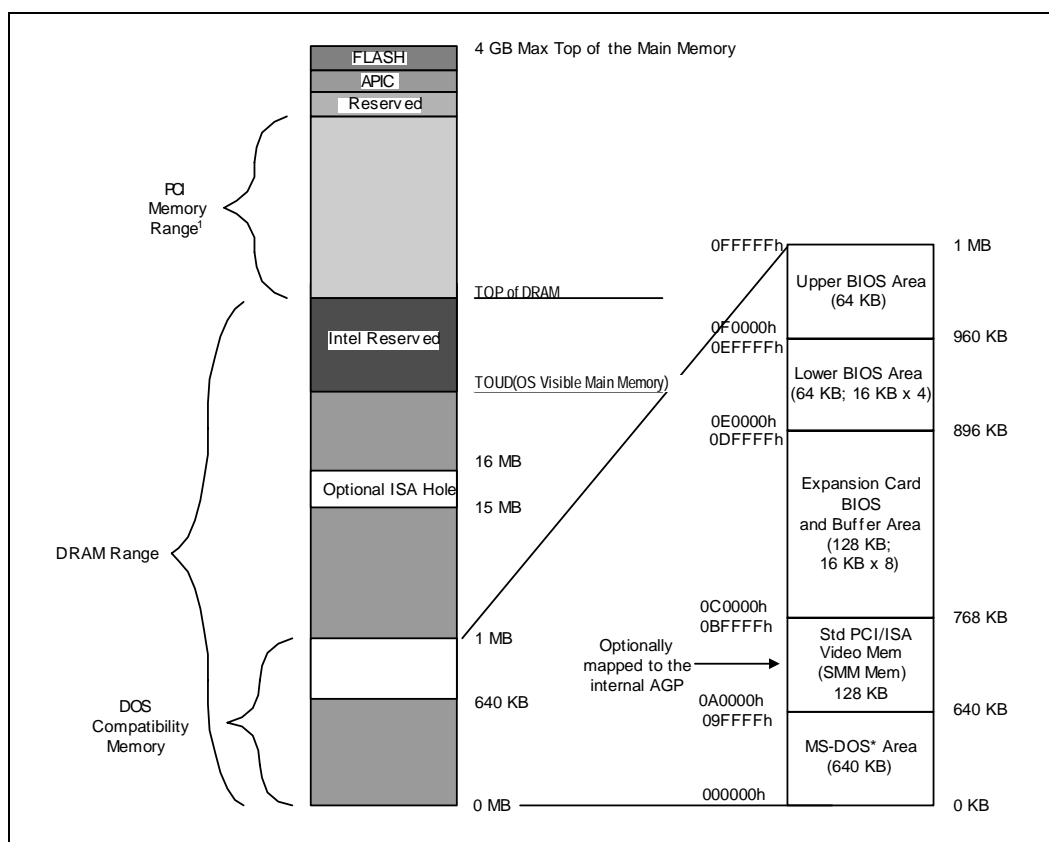 4 GB Max Top of the Main Memory
FLASH
APIC
Reserved
PCI
Memory
Range¹
TOP of DRAM
Intel Reserved
TOUD(OS Visible Main Memory)
16 MB
Optional ISA Hole
15 MB
DRAM Range
1 MB
640 KB
DOS
Compatibility
Memory
0 MB
0FFFFFh
1 MB
Upper BIOS Area
(64 KB)
0F0000h
960 KB
0EFFFFh
Lower BIOS Area
(64 KB; 16 KB x 4)
0E0000h
896 KB
0DFFFFh
Expansion Card
BIOS
and Buffer Area
(128 KB;
16 KB x 8)
0C0000h
768 KB
0BFFFFh
Optionally
mapped to the
internal AGP
Std PCI/ISA
Video Mem
(SMM Mem)
128 KB
0A0000h
640 KB
09FFFFh
MS-DOS* Area
(640 KB)
000000h
0 KB